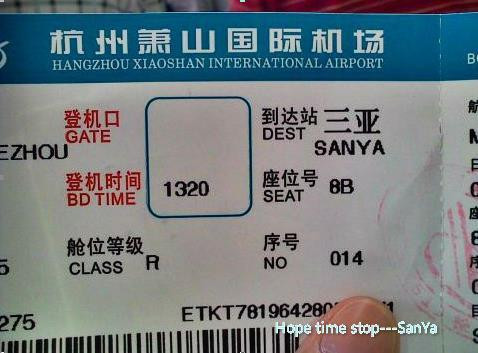 杭州萧山国际机场
HANGZHOU XIAOSHAN INTERNATIONAL AIRPORT
登机口
GATE
到达站 三亚
DEST SANYA
EZHOU
登机时间
BD TIME 1320
座位号
SEAT 8B
舱位等级
CLASS R
序号
NO 014
275
ETKT781964280
Hope time stop---SanYa